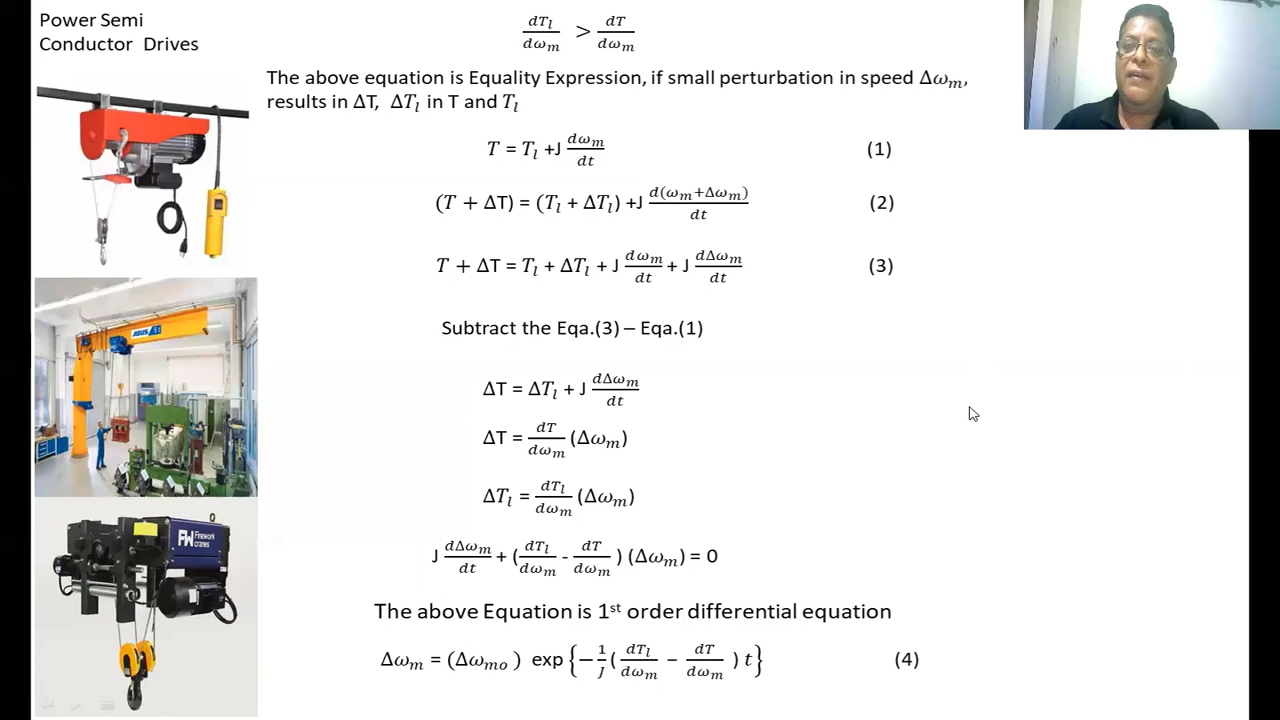 Power Semi
Conductor Drives
dT_l/dω_m > dT/dω_m
The above equation is Equality Expression, if small perturbation in speed Δω_m,
results in ΔT, ΔT_l in T and T_l
T = T_l +J dω_m/dt (1)
(T + ΔT) = (T_l + ΔT_l) +J d(ω_m+Δω_m)/dt (2)
T + ΔT = T_l + ΔT_l + J dω_m/dt + J dΔω_m/dt (3)
Subtract the Eqa.(3) – Eqa.(1)
ΔT = ΔT_l + J dΔω_m/dt
ΔT = dT/dω_m (Δω_m)
ΔT_l = dT_l/dω_m (Δω_m)
J dΔω_m/dt + (dT_l/dω_m - dT/dω_m ) (Δω_m) = 0
The above Equation is 1st order differential equation
Δω_m = (Δω_mo ) exp {−1/J (dT_l/dω_m − dT/dω_m ) t} (4)
ABUS
FW Finework
cranes